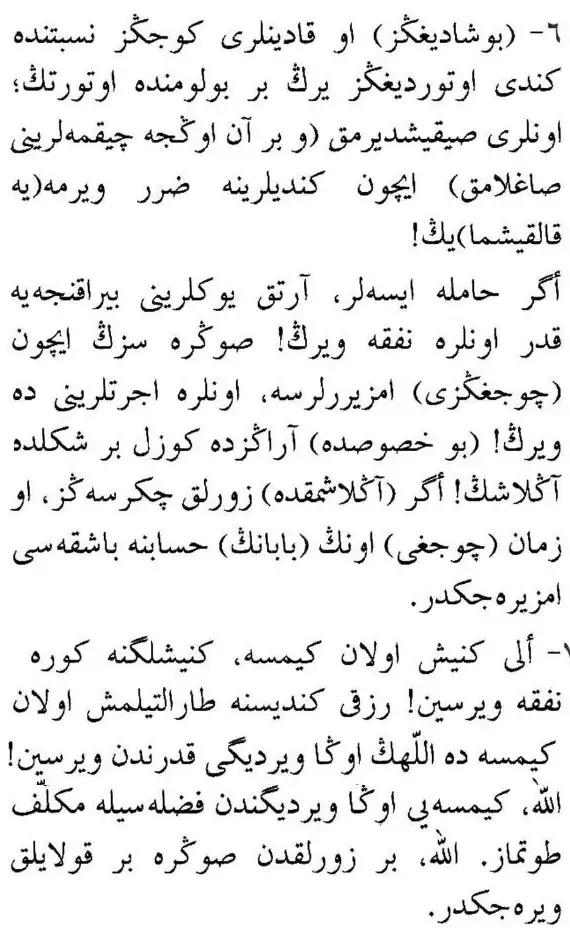 ٦- (بوشاديغڭز) او قادينلرى كوجڭز نسبتنده
كندى اوتورديغڭز يرڭ بر بولومنده اوتورتڭ؛
اونلرى صيقيشديرمق (و بر آن اوڭجه چيقمه‌لرينى
صاغلامق) ايچون كنديلرينه ضرر ويرمه(يه
قالقيشما)يڭ!
أگر حامله ايسه‌لر، آرتق يوكلرينى بيراقنجه‌يه
قدر اونلره نفقه ويرڭ! صوڭره سزڭ ايچون
(چوجغڭزى) امزيررلرسه، اونلره اجرتلرينى ده
ويرڭ! (بو خصوصده) آراڭزده كوزل بر شكلده
آڭلاشڭ! أگر (آڭلاشمقده) زورلق چكرسه‌ڭز، او
زمان (چوجغى) اونڭ (بابانڭ) حسابنه باشقه‌سى
امزيره‌جكدر.
٧- ألى كنيش اولان كيمسه، كنيشلگنه كوره
نفقه ويرسين! رزقى كنديسنه طارالتيلمش اولان
كيمسه ده اللّٰهڭ اوڭا ويرديگى قدرندن ويرسين!
اللّٰه، كيمسه‌يى اوڭا ويرديگندن فضله‌سيله مكلّف
طوتماز. اللّٰه، بر زورلقدن صوڭره بر قولايلق
ويره‌جكدر.